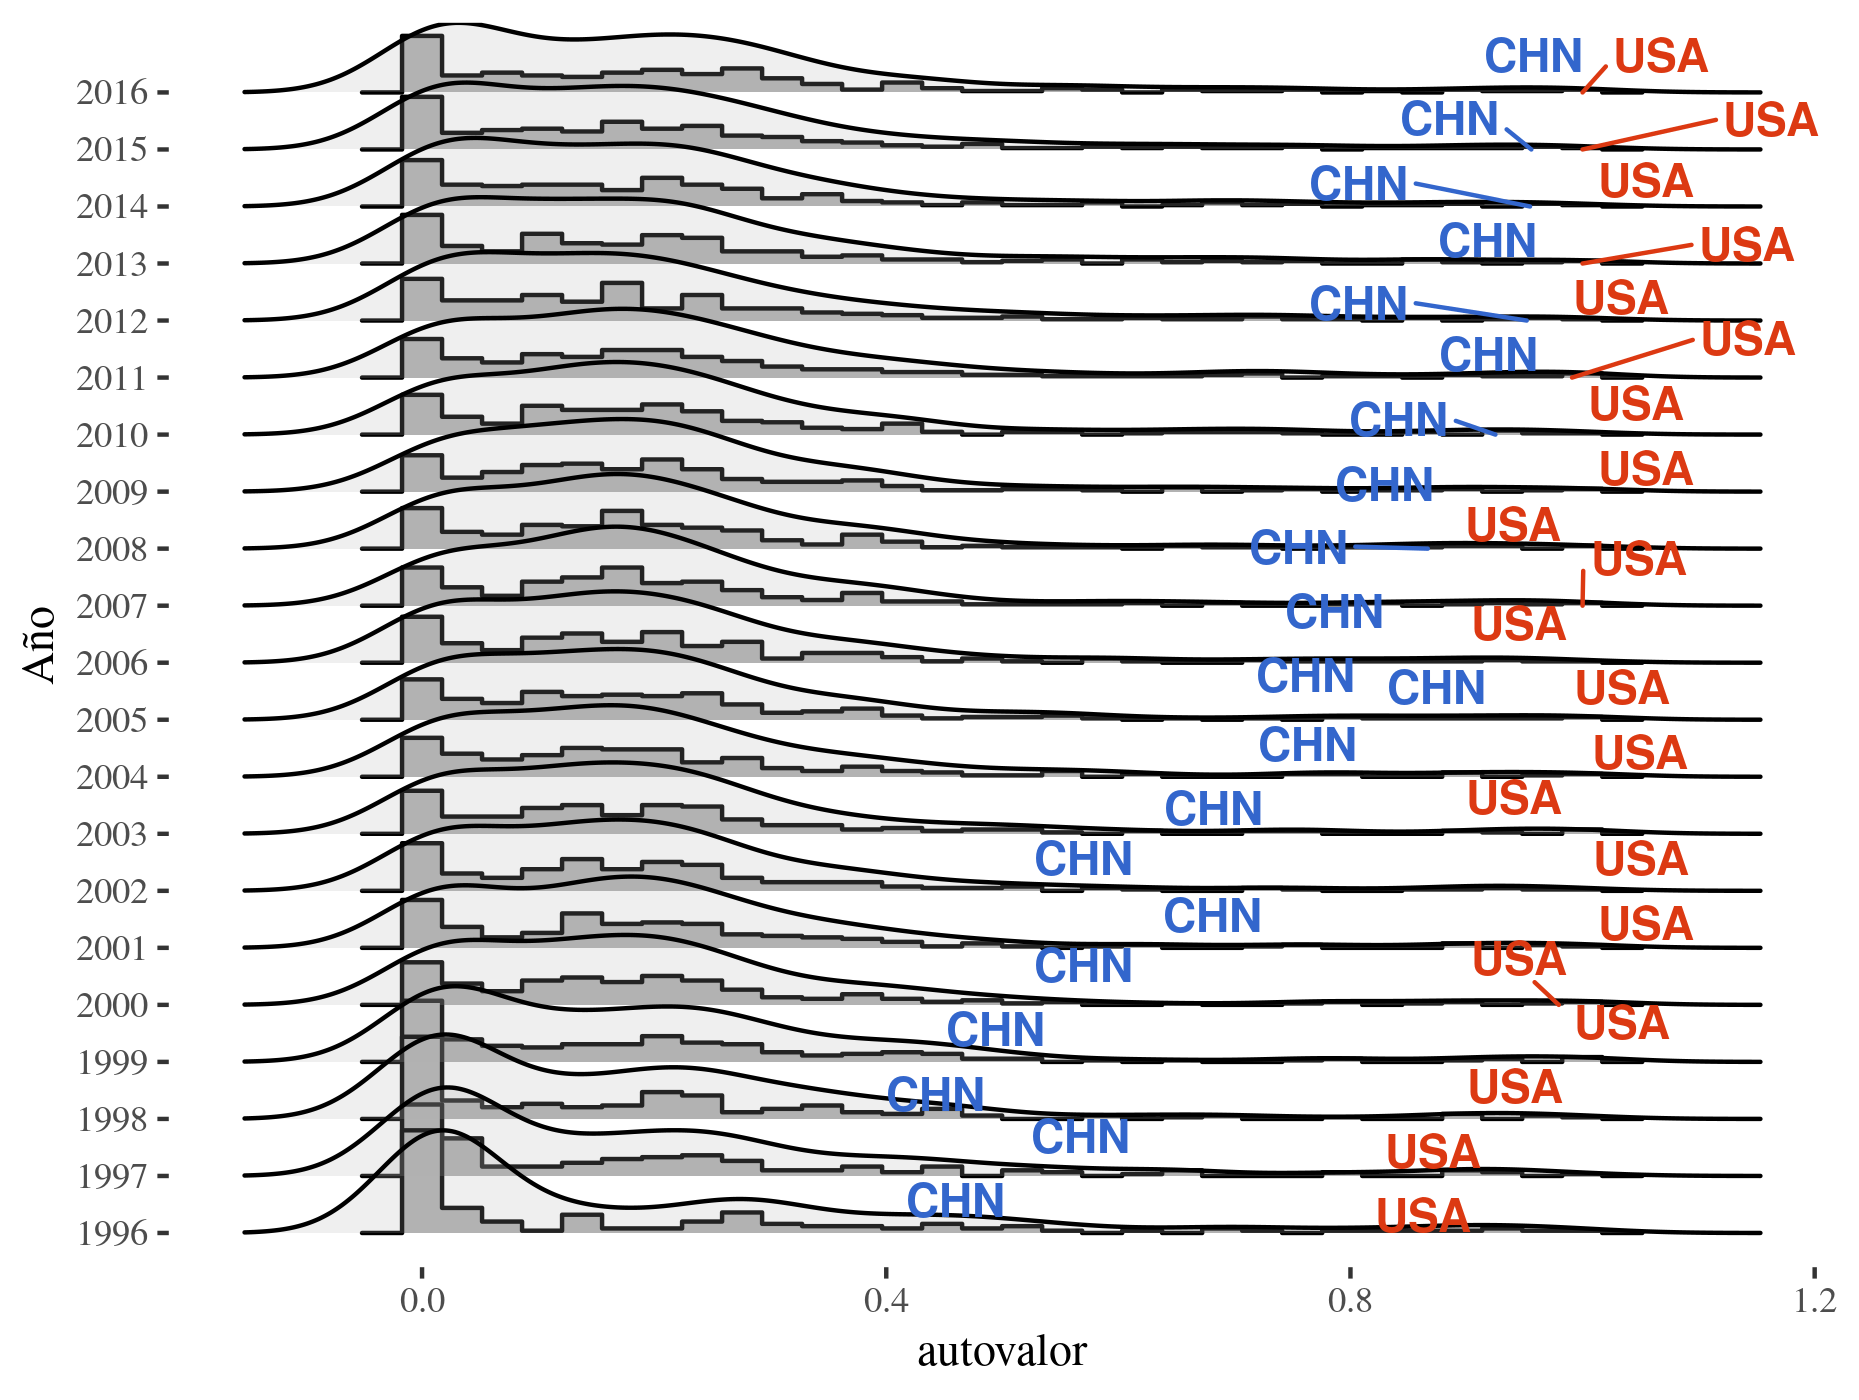 CHN USA
2016
CHN USA
2015
CHN USA
2014
CHN USA
2013
CHN USA
2012
CHN USA
2011
CHN USA
2010
CHN USA
2009
CHN USA
2008
USA
2007
CHN USA
2006
CHN CHN USA
2005
CHN USA
2004
CHN USA
2003
CHN USA
2002
CHN USA
2001
CHN USA
2000
CHN USA
1999
CHN USA
1998
CHN USA
1997
CHN USA
1996
Año
0.0 0.4 0.8 1.2
autovalor